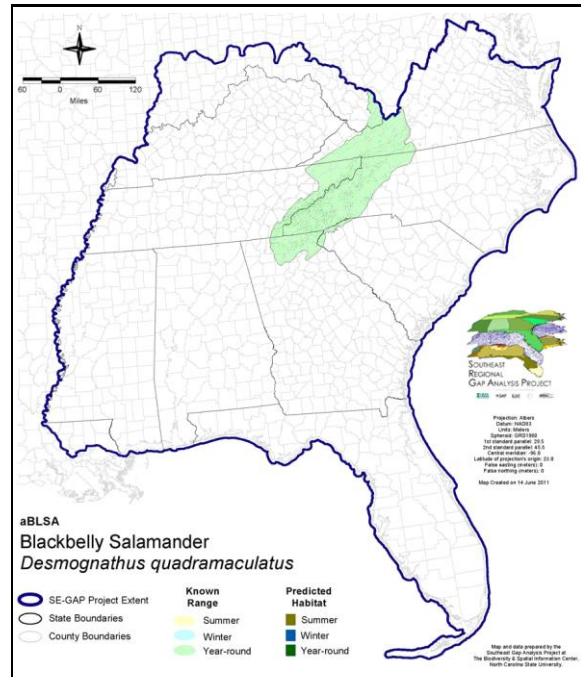 N
60 0 60 120
Miles
SOUTHEAST
REGIONAL
GAP ANALYSIS PROJECT
Projection: Albers
Datum: NAD83
Units: Meters
Spheroid: GRS1980
1st standard parallel: 29.5
2nd standard parallel: 45.5
Central meridian: -96.0
Latitude of projection's origin: 23.0
False easting (meters): 0
False northing (meters): 0
Map Created on 14 June 2011
aBLSA
Blackbelly Salamander
Desmognathus quadramaculatus
SE-GAP Project Extent
State Boundaries
County Boundaries
Known
Range
Summer
Winter
Year-round
Predicted
Habitat
Summer
Winter
Year-round
Map and data prepared by the
Southeast Gap Analysis Project at
The Biodiversity & Spatial Information Center,
North Carolina State University.